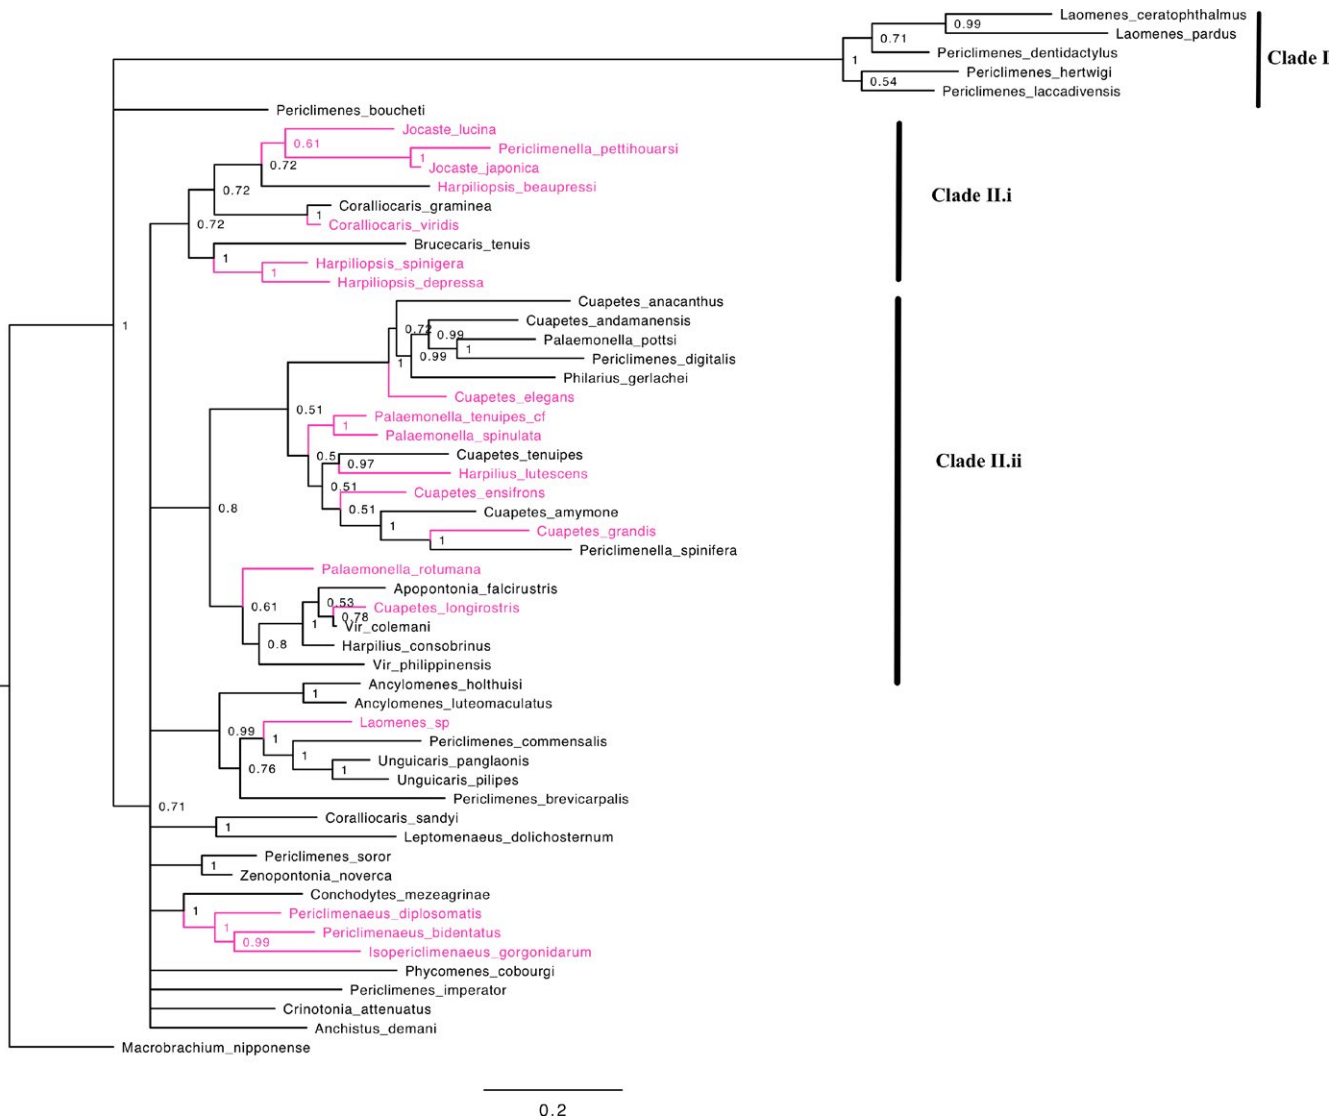 Laomenes_ceratophthalmus
0.99
Laomenes_pardus
0.71
Periclimenes_dentidactylus
1
Clade I
Periclimenes_hertwigi
0.54
Periclimenes_laccadivensis
Periclimenes_boucheti
Jocaste_lucina
0.61
Periclimenella_pettihouarsi
1
0.72
Jocaste_japonica
Harpiliopsis_beaupressi
0.72
Clade II.i
Coralliocaris_graminea
1
0.72
Coralliocaris_viridis
Brucecaris_tenuis
1
Harpiliopsis_spinigera
1
Harpiliopsis_depressa
Cuapetes_anacanthus
Cuapetes_andamanensis
1
0.72
0.99
Palaemonella_pottsi
1
0.99
Periclimenes_digitalis
1
Philarius_gerlachei
Cuapetes_elegans
0.51
Palaemonella_tenuipes_cf
1
Palaemonella_spinulata
Cuapetes_tenuipes
0.5
0.97
Clade II.ii
Harpilius_lutescens
0.51
Cuapetes_ensifrons
0.8
0.51
Cuapetes_amymone
1
Cuapetes_grandis
1
Periclimenella_spinifera
Palaemonella_rotumana
Apopontonia_falcirustris
0.53
0.61
Cuapetes_longirostris
0.78
1
Vir_colemani
0.8
Harpilius_consobrinus
Vir_philippinensis
Ancylomenes_holthuisi
1
Ancylomenes_luteomaculatus
Laomenes_sp
0.99
1
Periclimenes_commensalis
1
Unguicaris_panglaonis
0.76
1
Unguicaris_pilipes
Periclimenes_brevicarpalis
0.71
Coralliocaris_sandyi
1
Leptomenaeus_dolichosternum
Periclimenes_soror
1
Zenopontonia_noverca
Conchodytes_mezeagrinae
1
Periclimenaeus_diplosomatis
1
Periclimenaeus_bidentatus
0.99
Isopericlimenaeus_gorgonidarum
Phycomenes_cobourgi
Periclimenes_imperator
Crinotonia_attenuatus
Anchistus_demani
Macrobrachium_nipponense
0.2